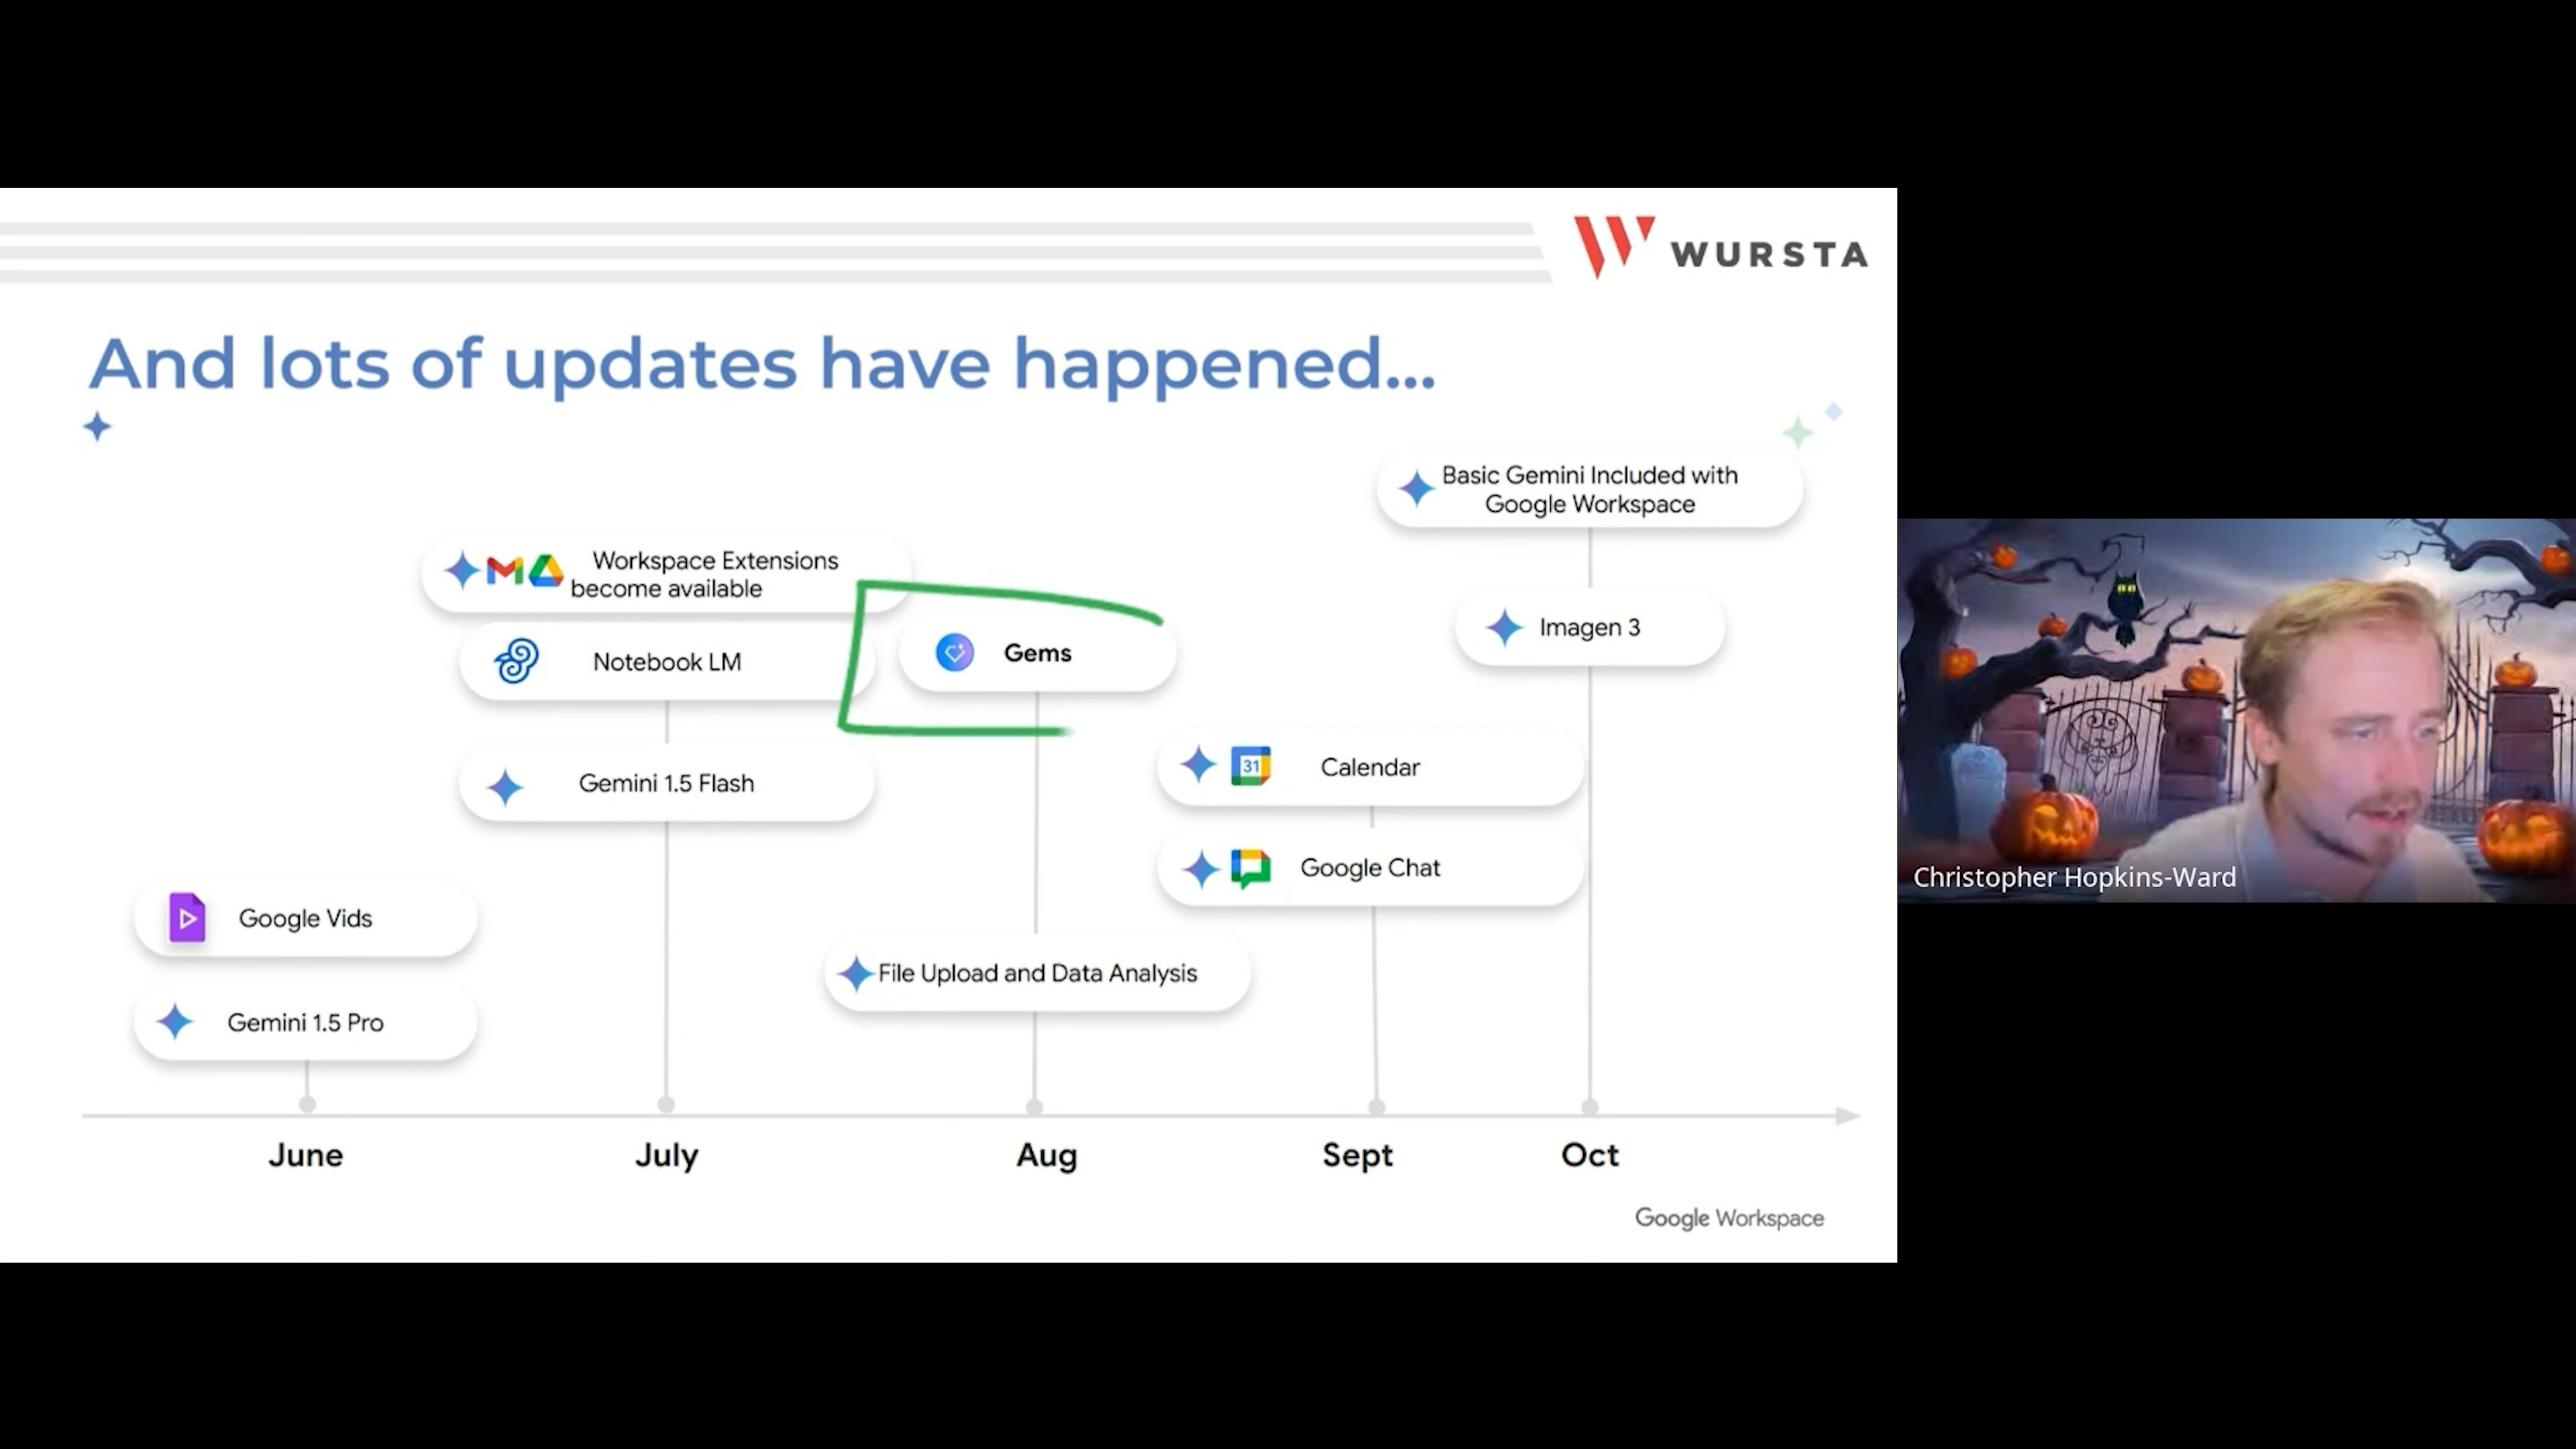 WURSTA
And lots of updates have happened...
Basic Gemini Included with
Google Workspace
Workspace Extensions
become available
Imagen 3
Notebook LM
Gems
Calendar
31
Gemini 1.5 Flash
Google Chat
Google Vids
File Upload and Data Analysis
Gemini 1.5 Pro
June
July
Aug
Sept
Oct
Google Workspace
Christopher Hopkins-Ward